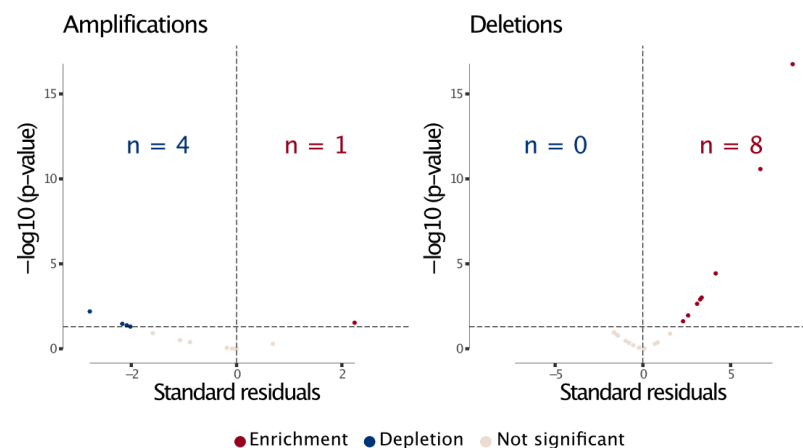 Amplifications
Deletions
−log10 (p−value)
15
10
5
0
n = 4
n = 1
−2
0
2
Standard residuals
−log10 (p−value)
15
10
5
0
n = 0
n = 8
−5
0
5
Standard residuals
Enrichment Depletion Not significant